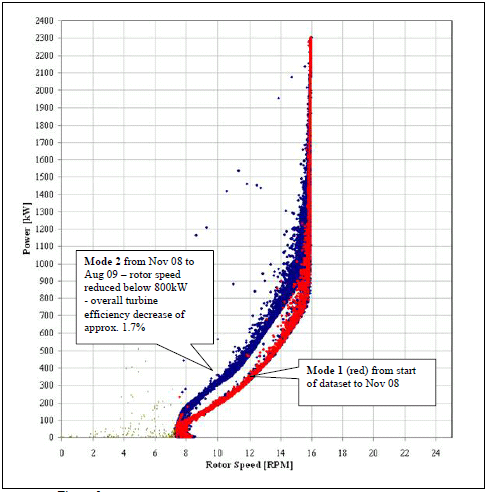 2400
2300
2200
2100
2000
1900
1800
1700
1600
1500
1400
1300
1200
1100
1000
900
800
700
600
500
400
300
200
100
0
Power [kW]
Mode 2 from Nov 08 to
Aug 09 – rotor speed
reduced below 800kW
- overall turbine
efficiency decrease of
approx. 1.7%
Mode 1 (red) from start
of dataset to Nov 08
0 2 4 6 8 10 12 14 16 18 20 22 24
Rotor Speed [RPM]